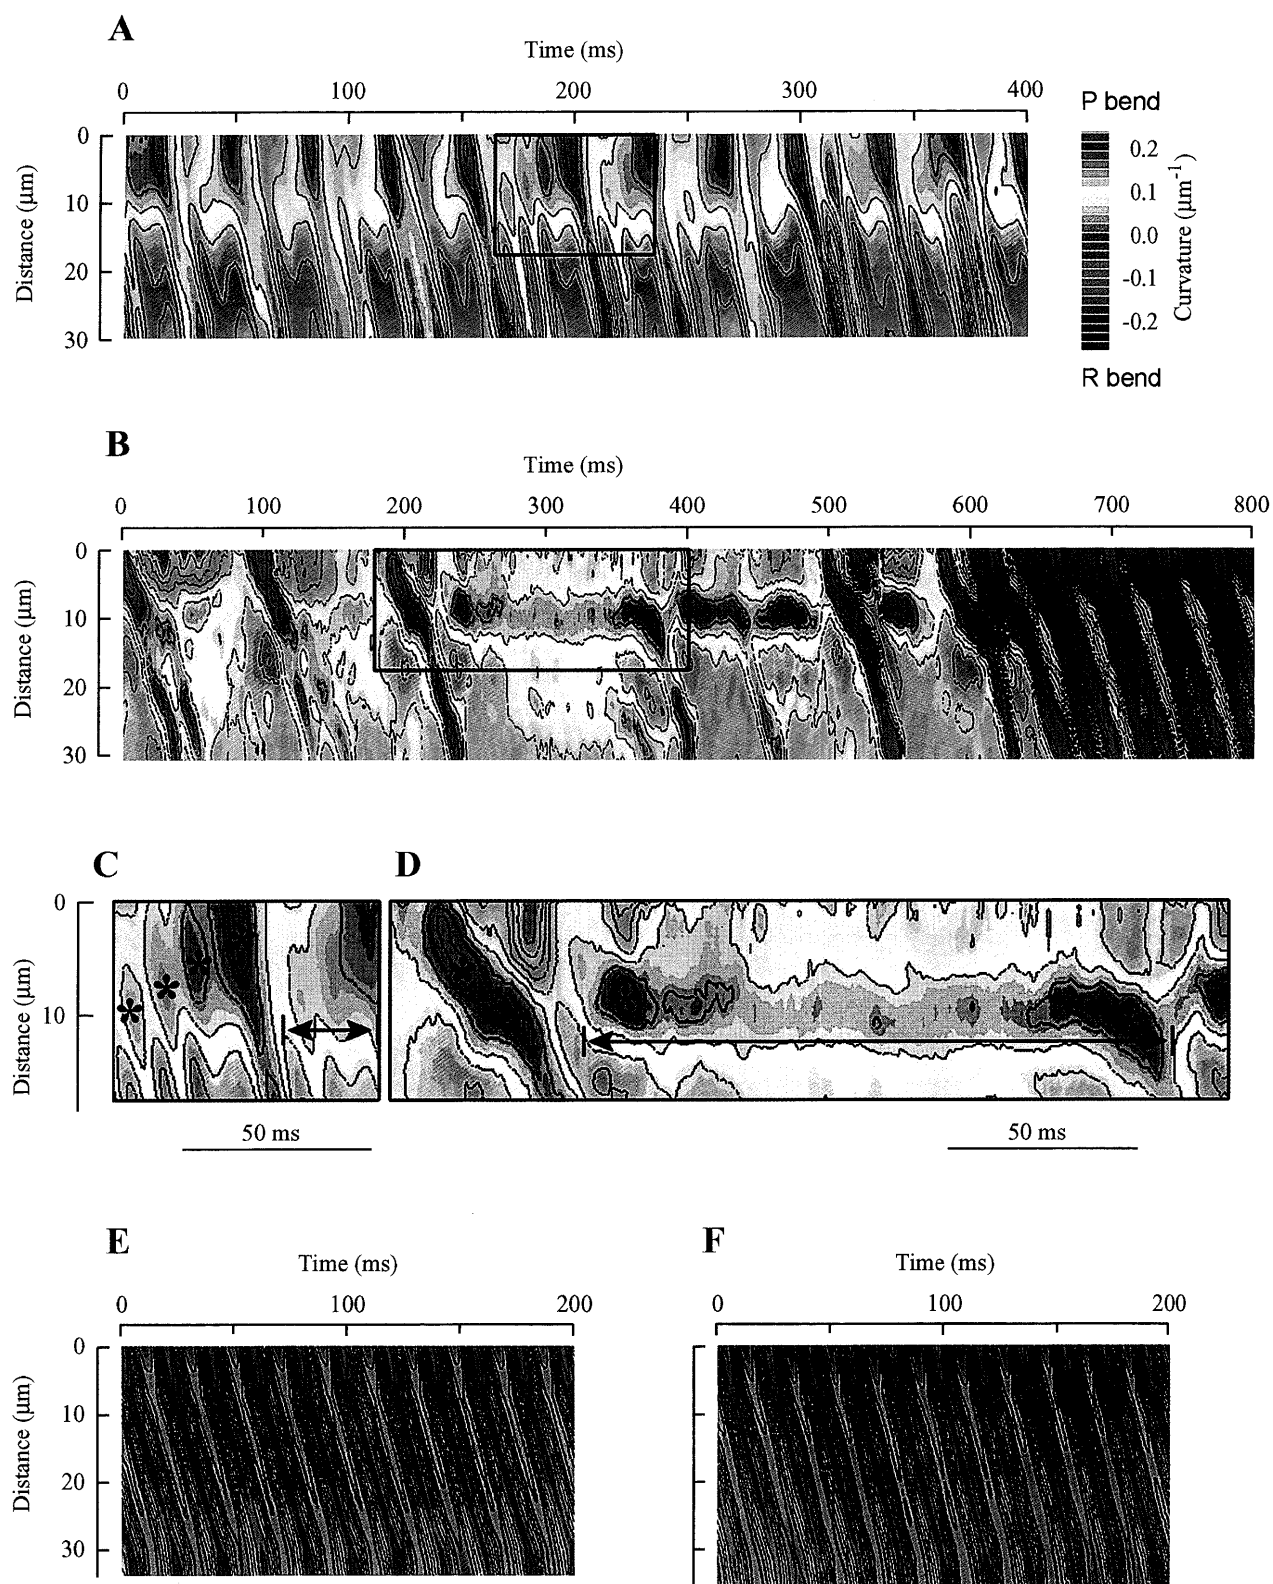 A
Time (ms)
0 100 200 300 400
P bend
Distance (μm)
0
10
20
30
0.2
0.1
0.0
-0.1
-0.2
Curvature (μm-1)
R bend
B
Time (ms)
0 100 200 300 400 500 600 700 800
Distance (μm)
0
10
20
30
C D
Distance (μm)
0
10
* * *
50 ms 50 ms
E F
Time (ms) Time (ms)
0 100 200 0 100 200
Distance (μm)
0
10
20
30